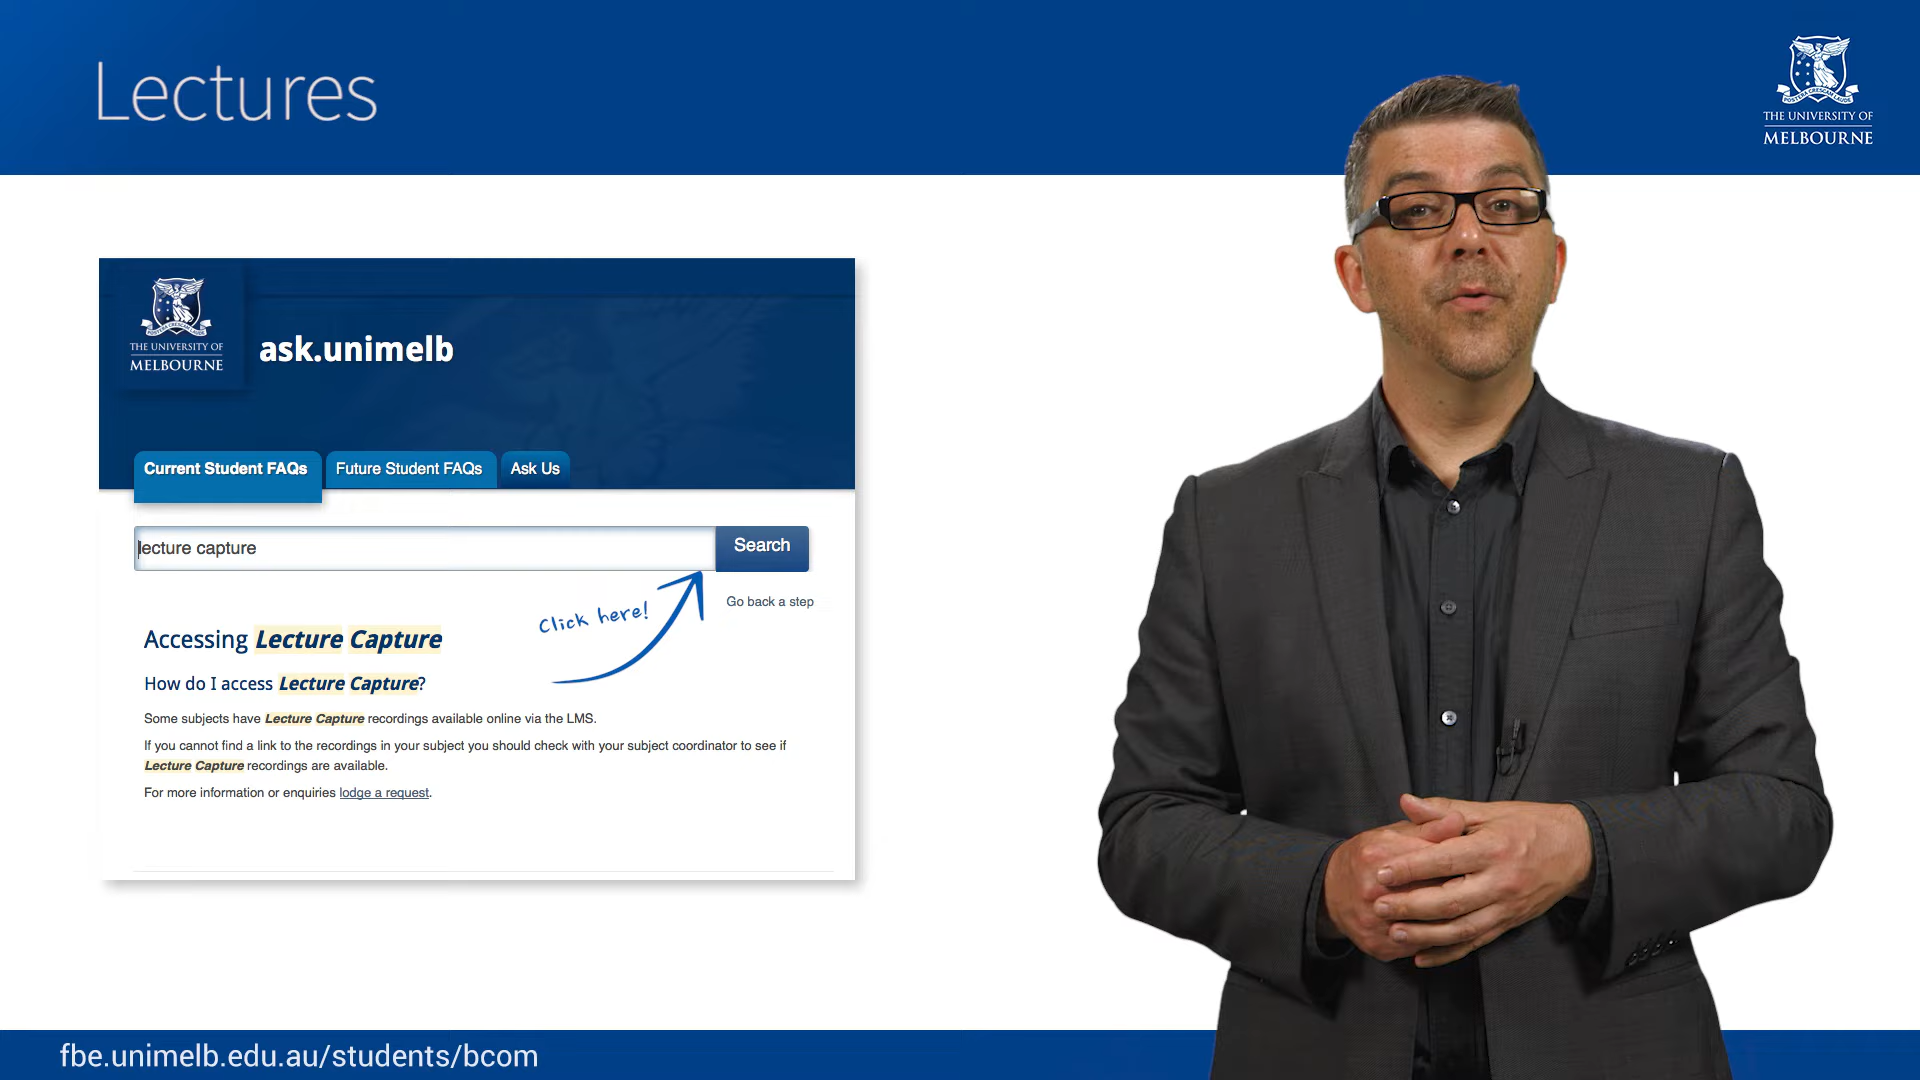 Lectures
THE UNIVERSITY OF
MELBOURNE
THE UNIVERSITY OF
MELBOURNE
ask.unimelb
Current Student FAQs
Future Student FAQs
Ask Us
lecture capture
Search
Click here!
Go back a step
Accessing Lecture Capture
How do I access Lecture Capture?
Some subjects have Lecture Capture recordings available online via the LMS.
If you cannot find a link to the recordings in your subject you should check with your subject coordinator to see if
Lecture Capture recordings are available.
For more information or enquiries lodge a request.
fbe.unimelb.edu.au/students/bcom